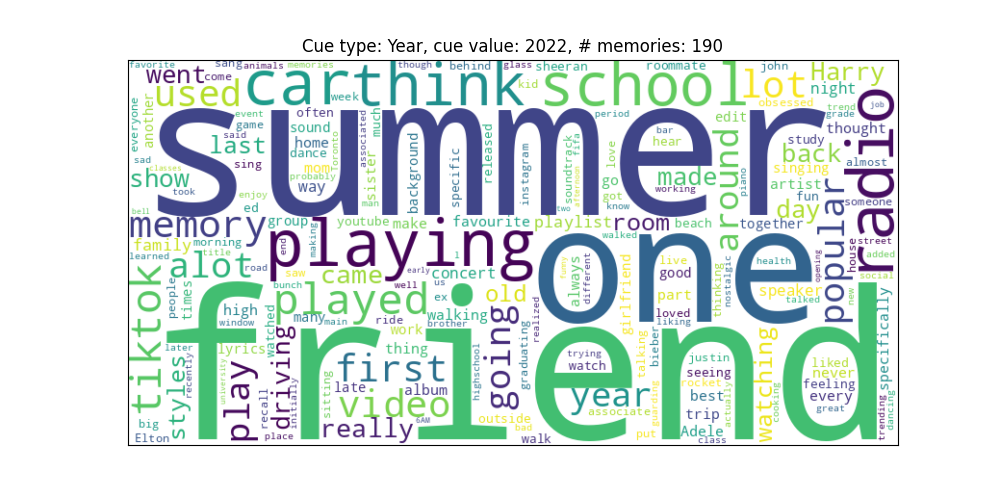 Cue type: Year, cue value: 2022, # memories: 190
favorite sang animals memories though behind glass sheeran roommate john Harry
went come car think school lot night
used week kid obsessed trend grade job
everyone another event often much period edit bar hear thought
summer
said game sound home associated released soundtrack fifa love study radio
last sing dance Toronto background specific instagram afternoon around piano singing back almost
sad classes mom probably sister go made artist
show took way got know working fun someone
bell enjoy ed two day popular together
memory group youtube make favourite playlist room beach street
family morning end making playing l walked house added
learned title one live health opening social
alot road saw came early concert always funny different good thinking nostalgic speaker new
tiktok people times bunch well us girlfriend part talked
friend
played ex old loved
high many main ride walking realized liking
window work brother going graduating talking bieber specifically
later lyrics watched thing trying justin liked
styles recently university driving first highschool watch seeing never
play recall initially sitting late album year rocket feeling
video guarding best every watching cooking
big really 6AM outside associate actually trip great trending dancing
Elton place bad walk put Adele class